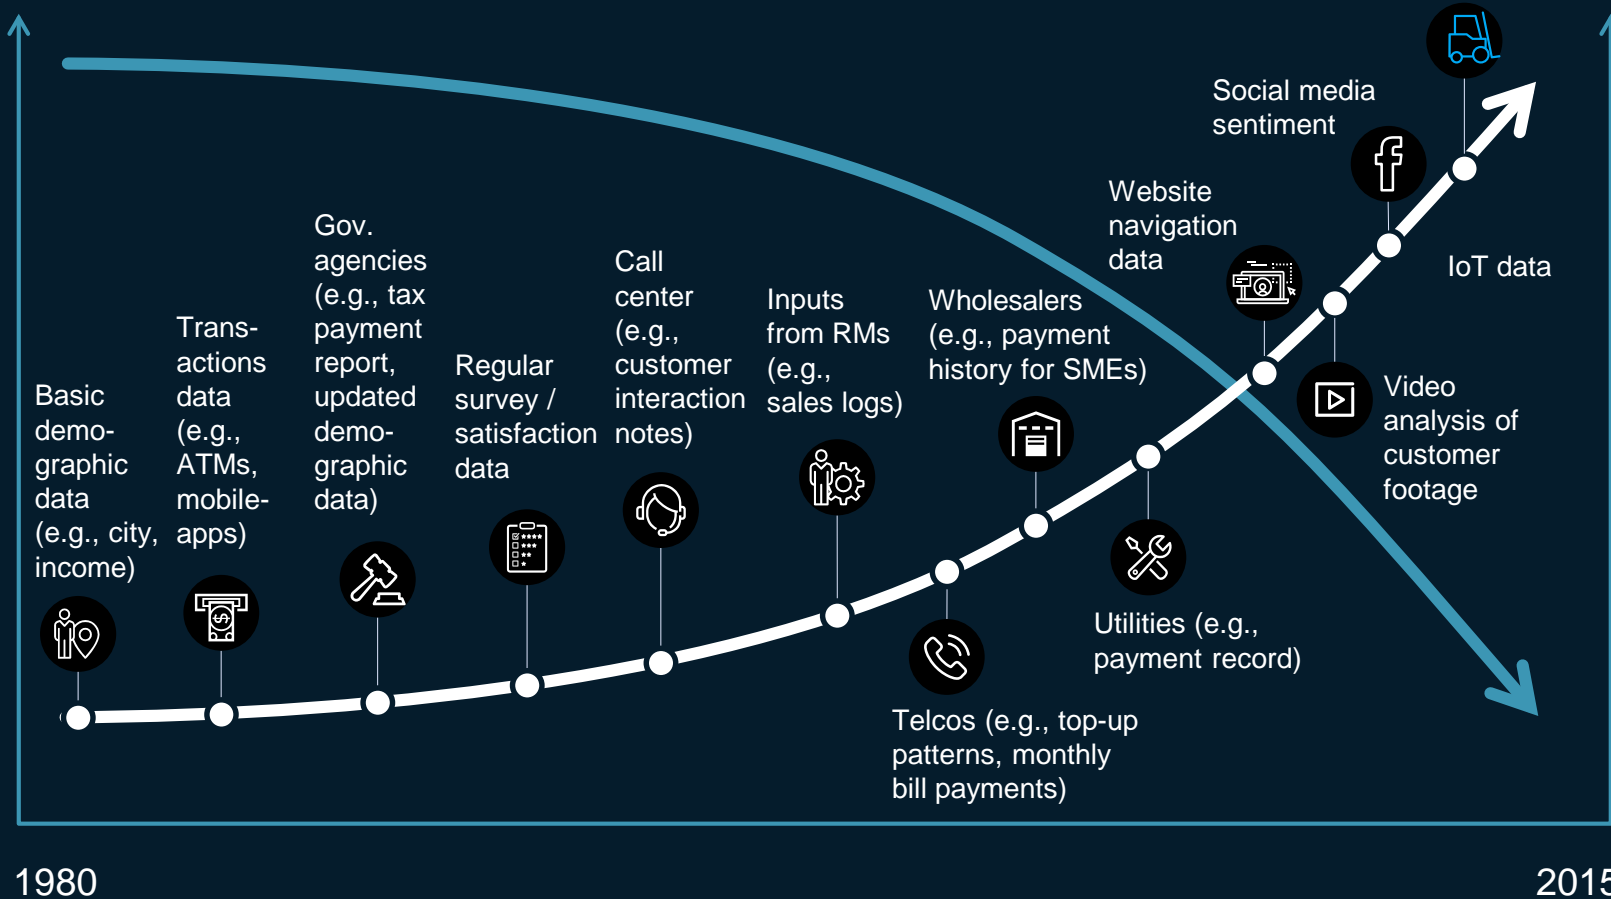 Basic
demo-
graphic
data
(e.g., city,
income)
Trans-
actions
data
(e.g.,
ATMs,
mobile-
apps)
Gov.
agencies
(e.g., tax
payment
report,
updated
demo-
graphic
data)
Regular
survey /
satisfaction
data
Call
center
(e.g.,
customer
interaction
notes)
Inputs
from RMs
(e.g.,
sales logs)
Telcos (e.g., top-up
patterns, monthly
bill payments)
Wholesalers
(e.g., payment
history for SMEs)
Utilities (e.g.,
payment record)
Website
navigation
data
Video
analysis of
customer
footage
Social media
sentiment
IoT data
1980
2015